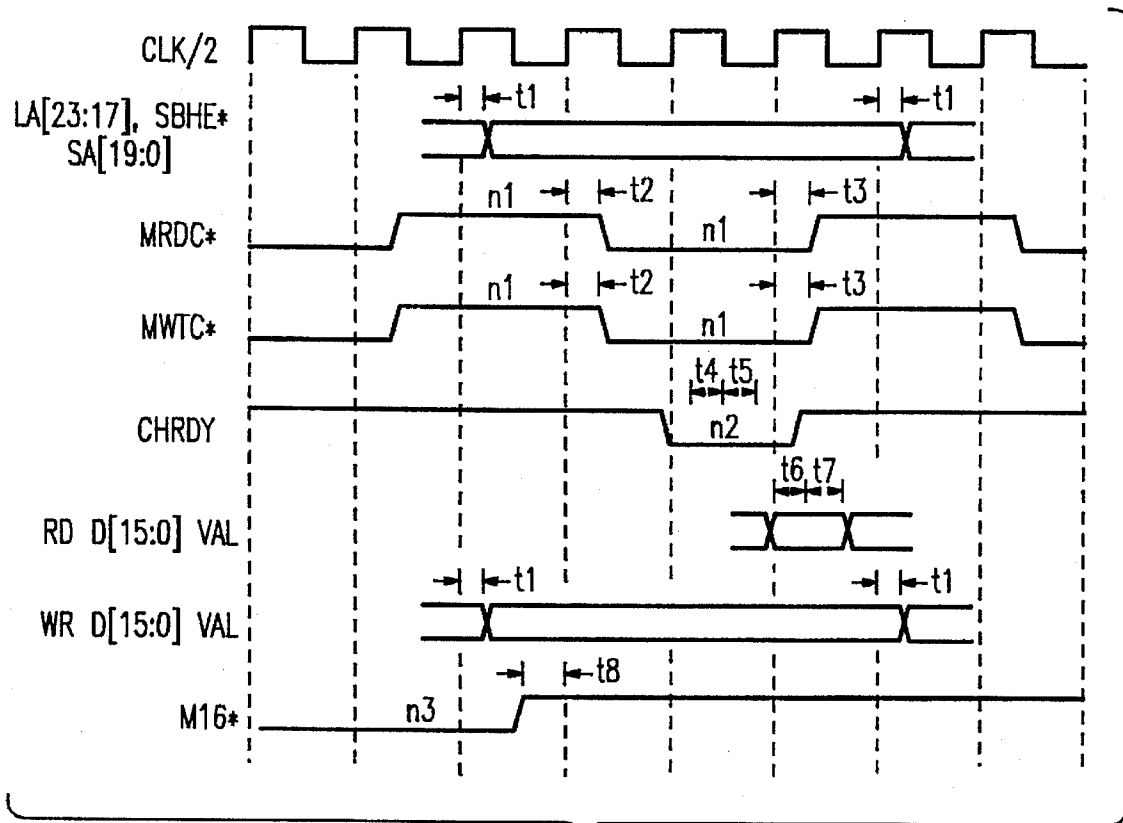 CLK/2
t1 t1
LA[23:17], SBHE*
SA[19:0]
n1 t2 t3
MRDC* n1
n1 t2 t3
MWTC* n1
t4 t5
CHRDY n2
t6 t7
RD D[15:0] VAL
t1 t1
WR D[15:0] VAL
t8
M16* n3